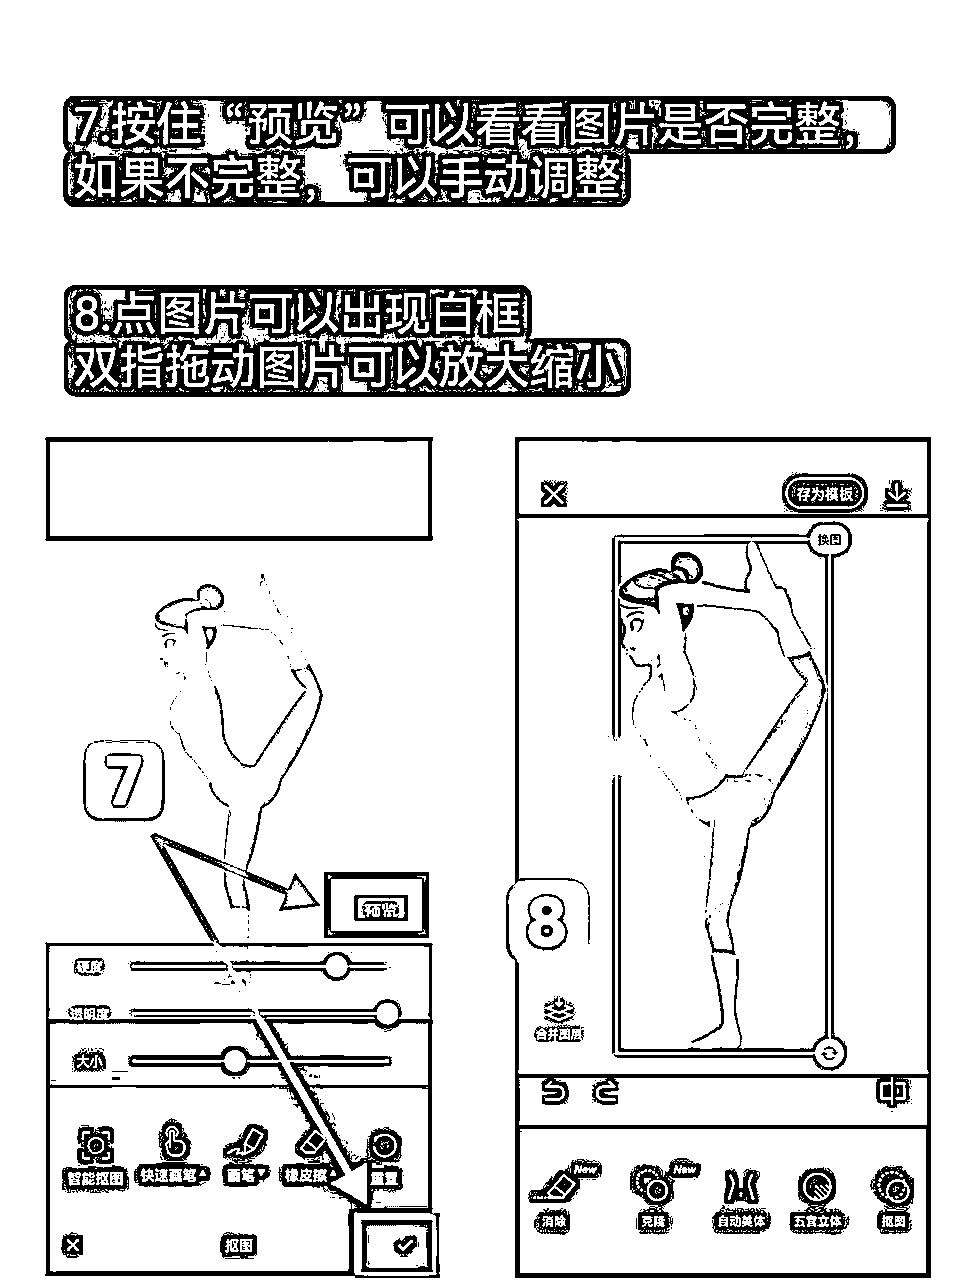 7.按住“预览”可以看看图片是否完整，
如果不完整，可以手动调整
8.点图片可以出现白框
双指拖动图片可以放大缩小
存为模板
换图
7
预览
8
硬度
透明度
合并图层
大小
智能抠图 快速画笔 画笔 橡皮擦 重置
New New
消除 克隆 自动美体 五官立体 抠图
抠图